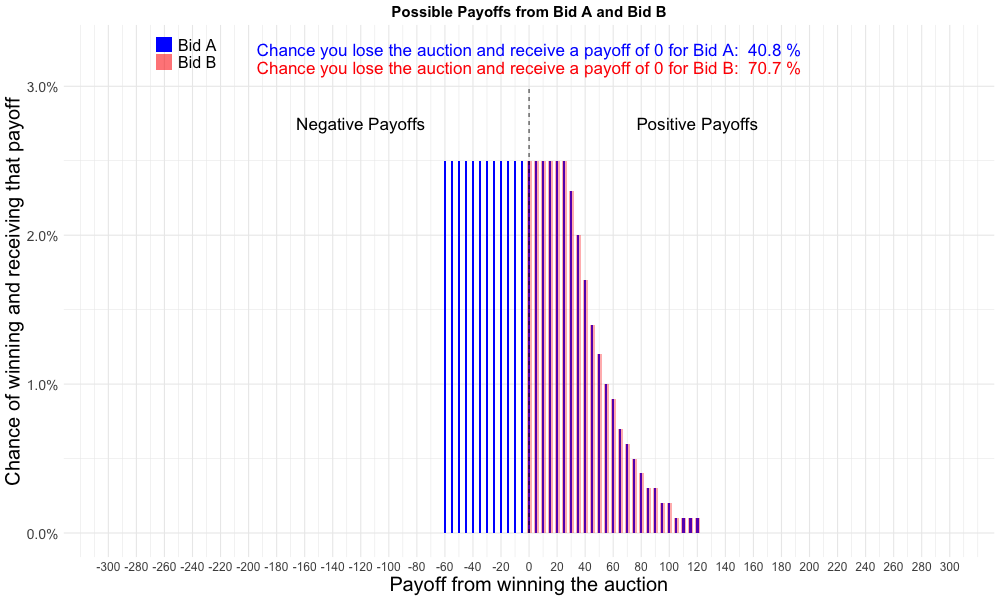 Possible Payoffs from Bid A and Bid B
Bid A
Bid B
Chance you lose the auction and receive a payoff of 0 for Bid A:  40.8 %
Chance you lose the auction and receive a payoff of 0 for Bid B:  70.7 %
Negative Payoffs
Positive Payoffs
Chance of winning and receiving that payoff
3.0%
2.0%
1.0%
0.0%
-300 -280 -260 -240 -220 -200 -180 -160 -140 -120 -100 -80 -60 -40 -20 0 20 40 60 80 100 120 140 160 180 200 220 240 260 280 300
Payoff from winning the auction